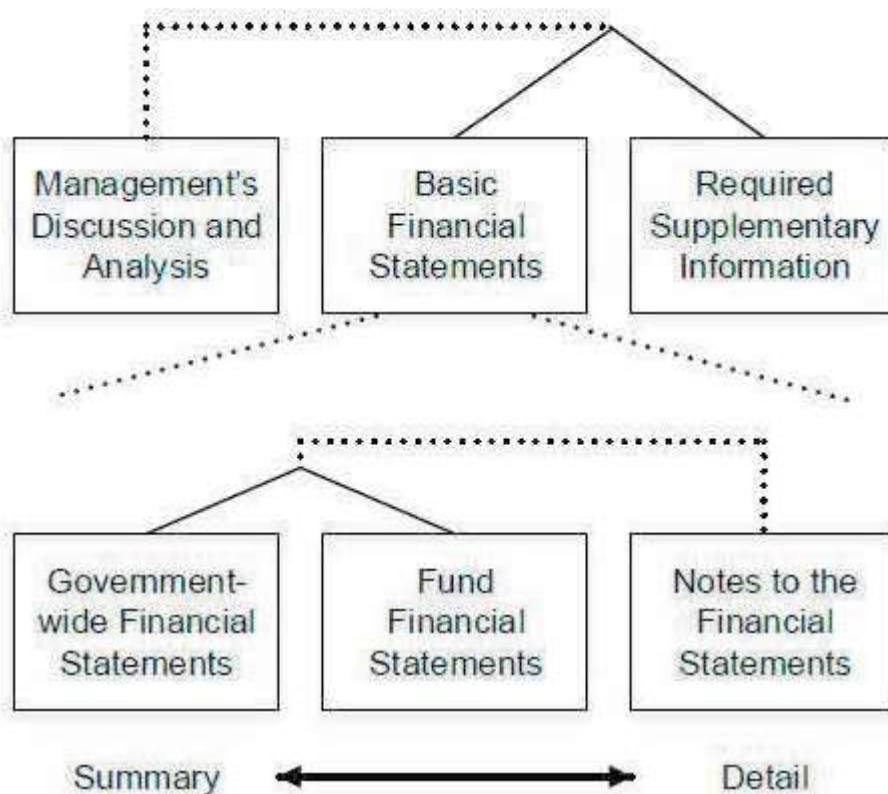 Management's
Discussion and
Analysis
Basic
Financial
Statements
Required
Supplementary
Information
Government-
wide Financial
Statements
Fund
Financial
Statements
Notes to the
Financial
Statements
Summary
Detail